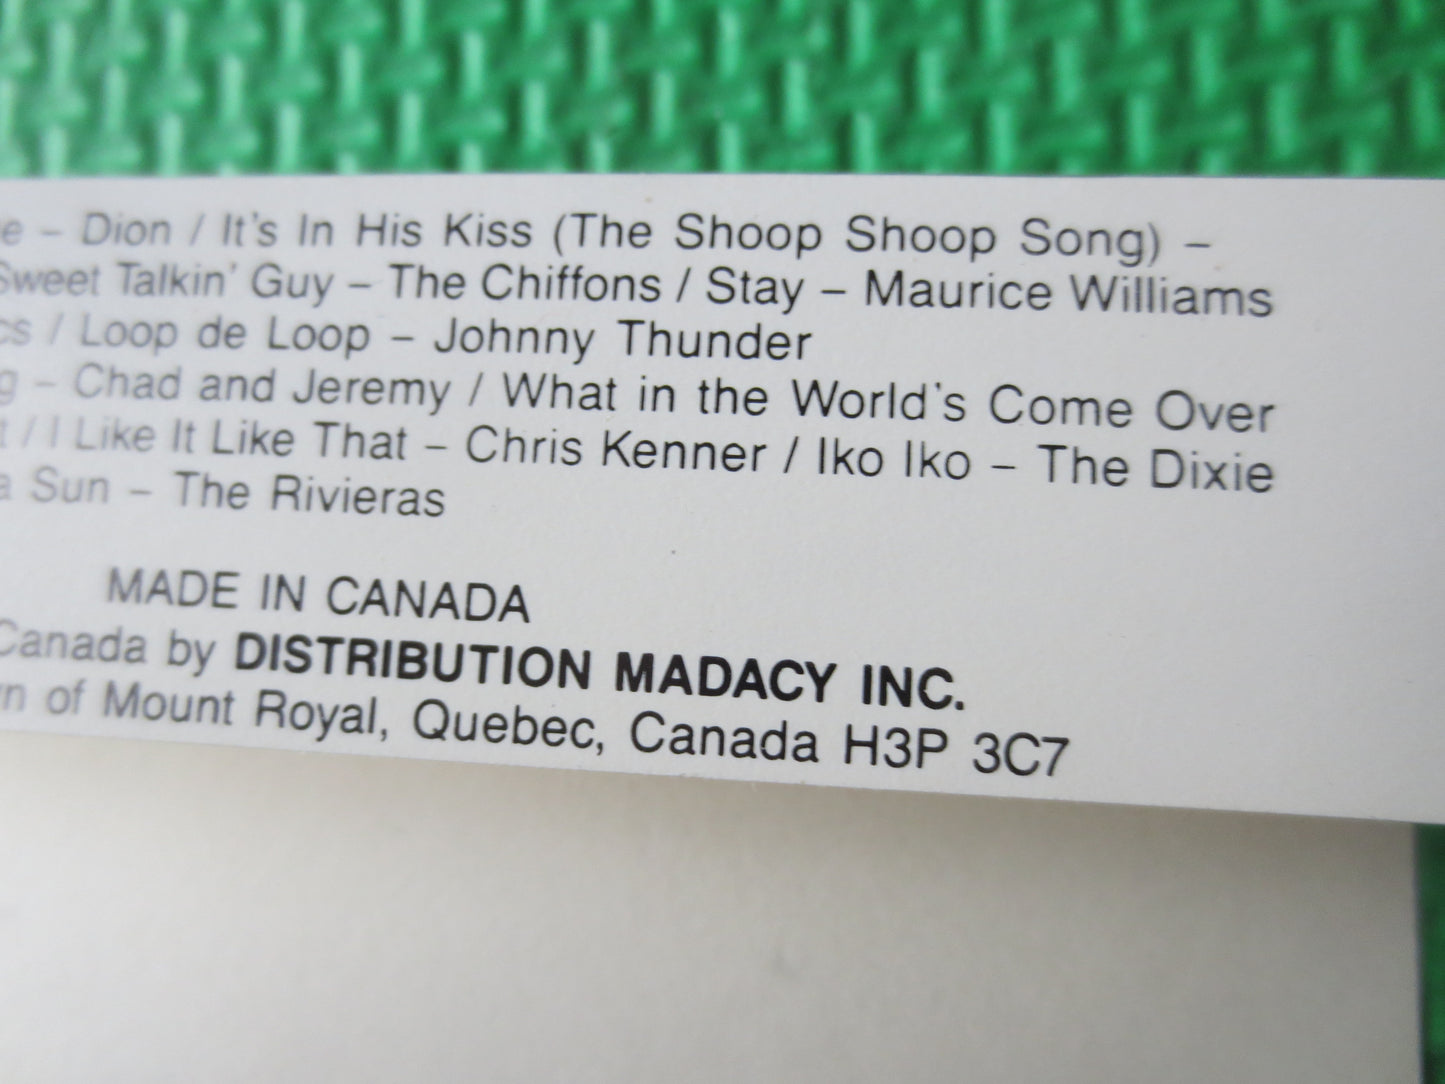 e – Dion / It's In His Kiss (The Shoop Shoop Song) –
Sweet Talkin' Guy – The Chiffons / Stay – Maurice Williams
cs / Loop de Loop – Johnny Thunder
g – Chad and Jeremy / What in the World's Come Over
t / I Like It Like That – Chris Kenner / Iko Iko – The Dixie
a Sun – The Rivieras
MADE IN CANADA
Canada by DISTRIBUTION MADACY INC.
wn of Mount Royal, Quebec, Canada H3P 3C7